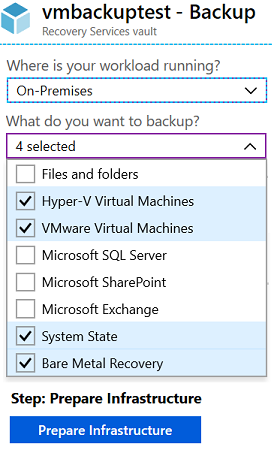 vmbackuptest - Backup
Recovery Services vault
Where is your workload running?
On-Premises
What do you want to backup?
4 selected
Files and folders
Hyper-V Virtual Machines
VMware Virtual Machines
Microsoft SQL Server
Microsoft SharePoint
Microsoft Exchange
System State
Bare Metal Recovery
Step: Prepare Infrastructure
Prepare Infrastructure